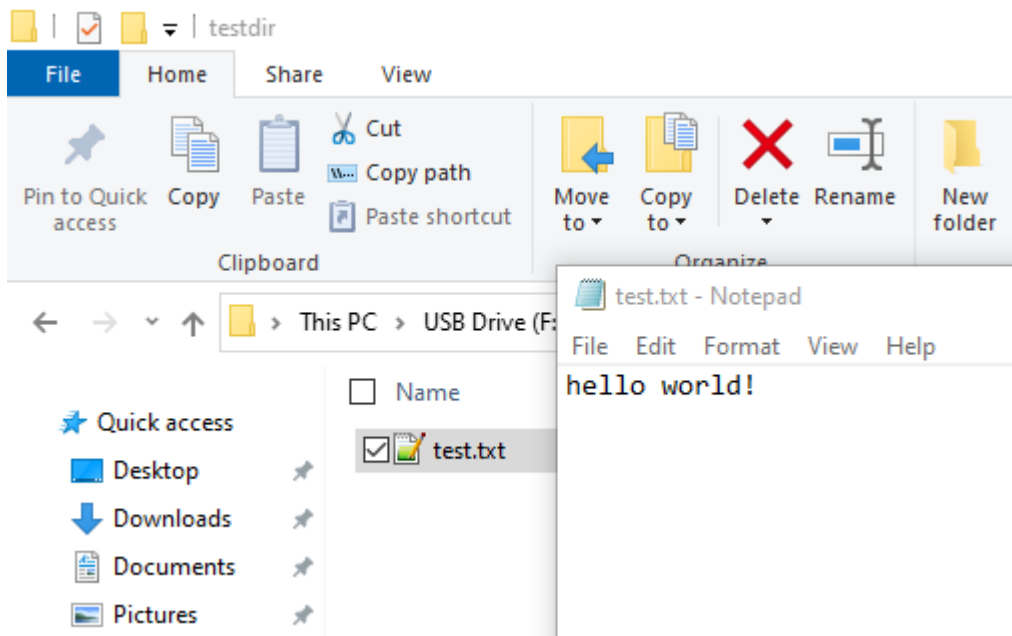 testdir
File Home Share View
Pin to Quick access
Copy
Paste
Cut
Copy path
Paste shortcut
Clipboard
Move to
Copy to
Delete
Rename
New folder
Organize
This PC > USB Drive (F:
Quick access
Desktop
Downloads
Documents
Pictures
Name
test.txt
test.txt - Notepad
File Edit Format View Help
hello world!